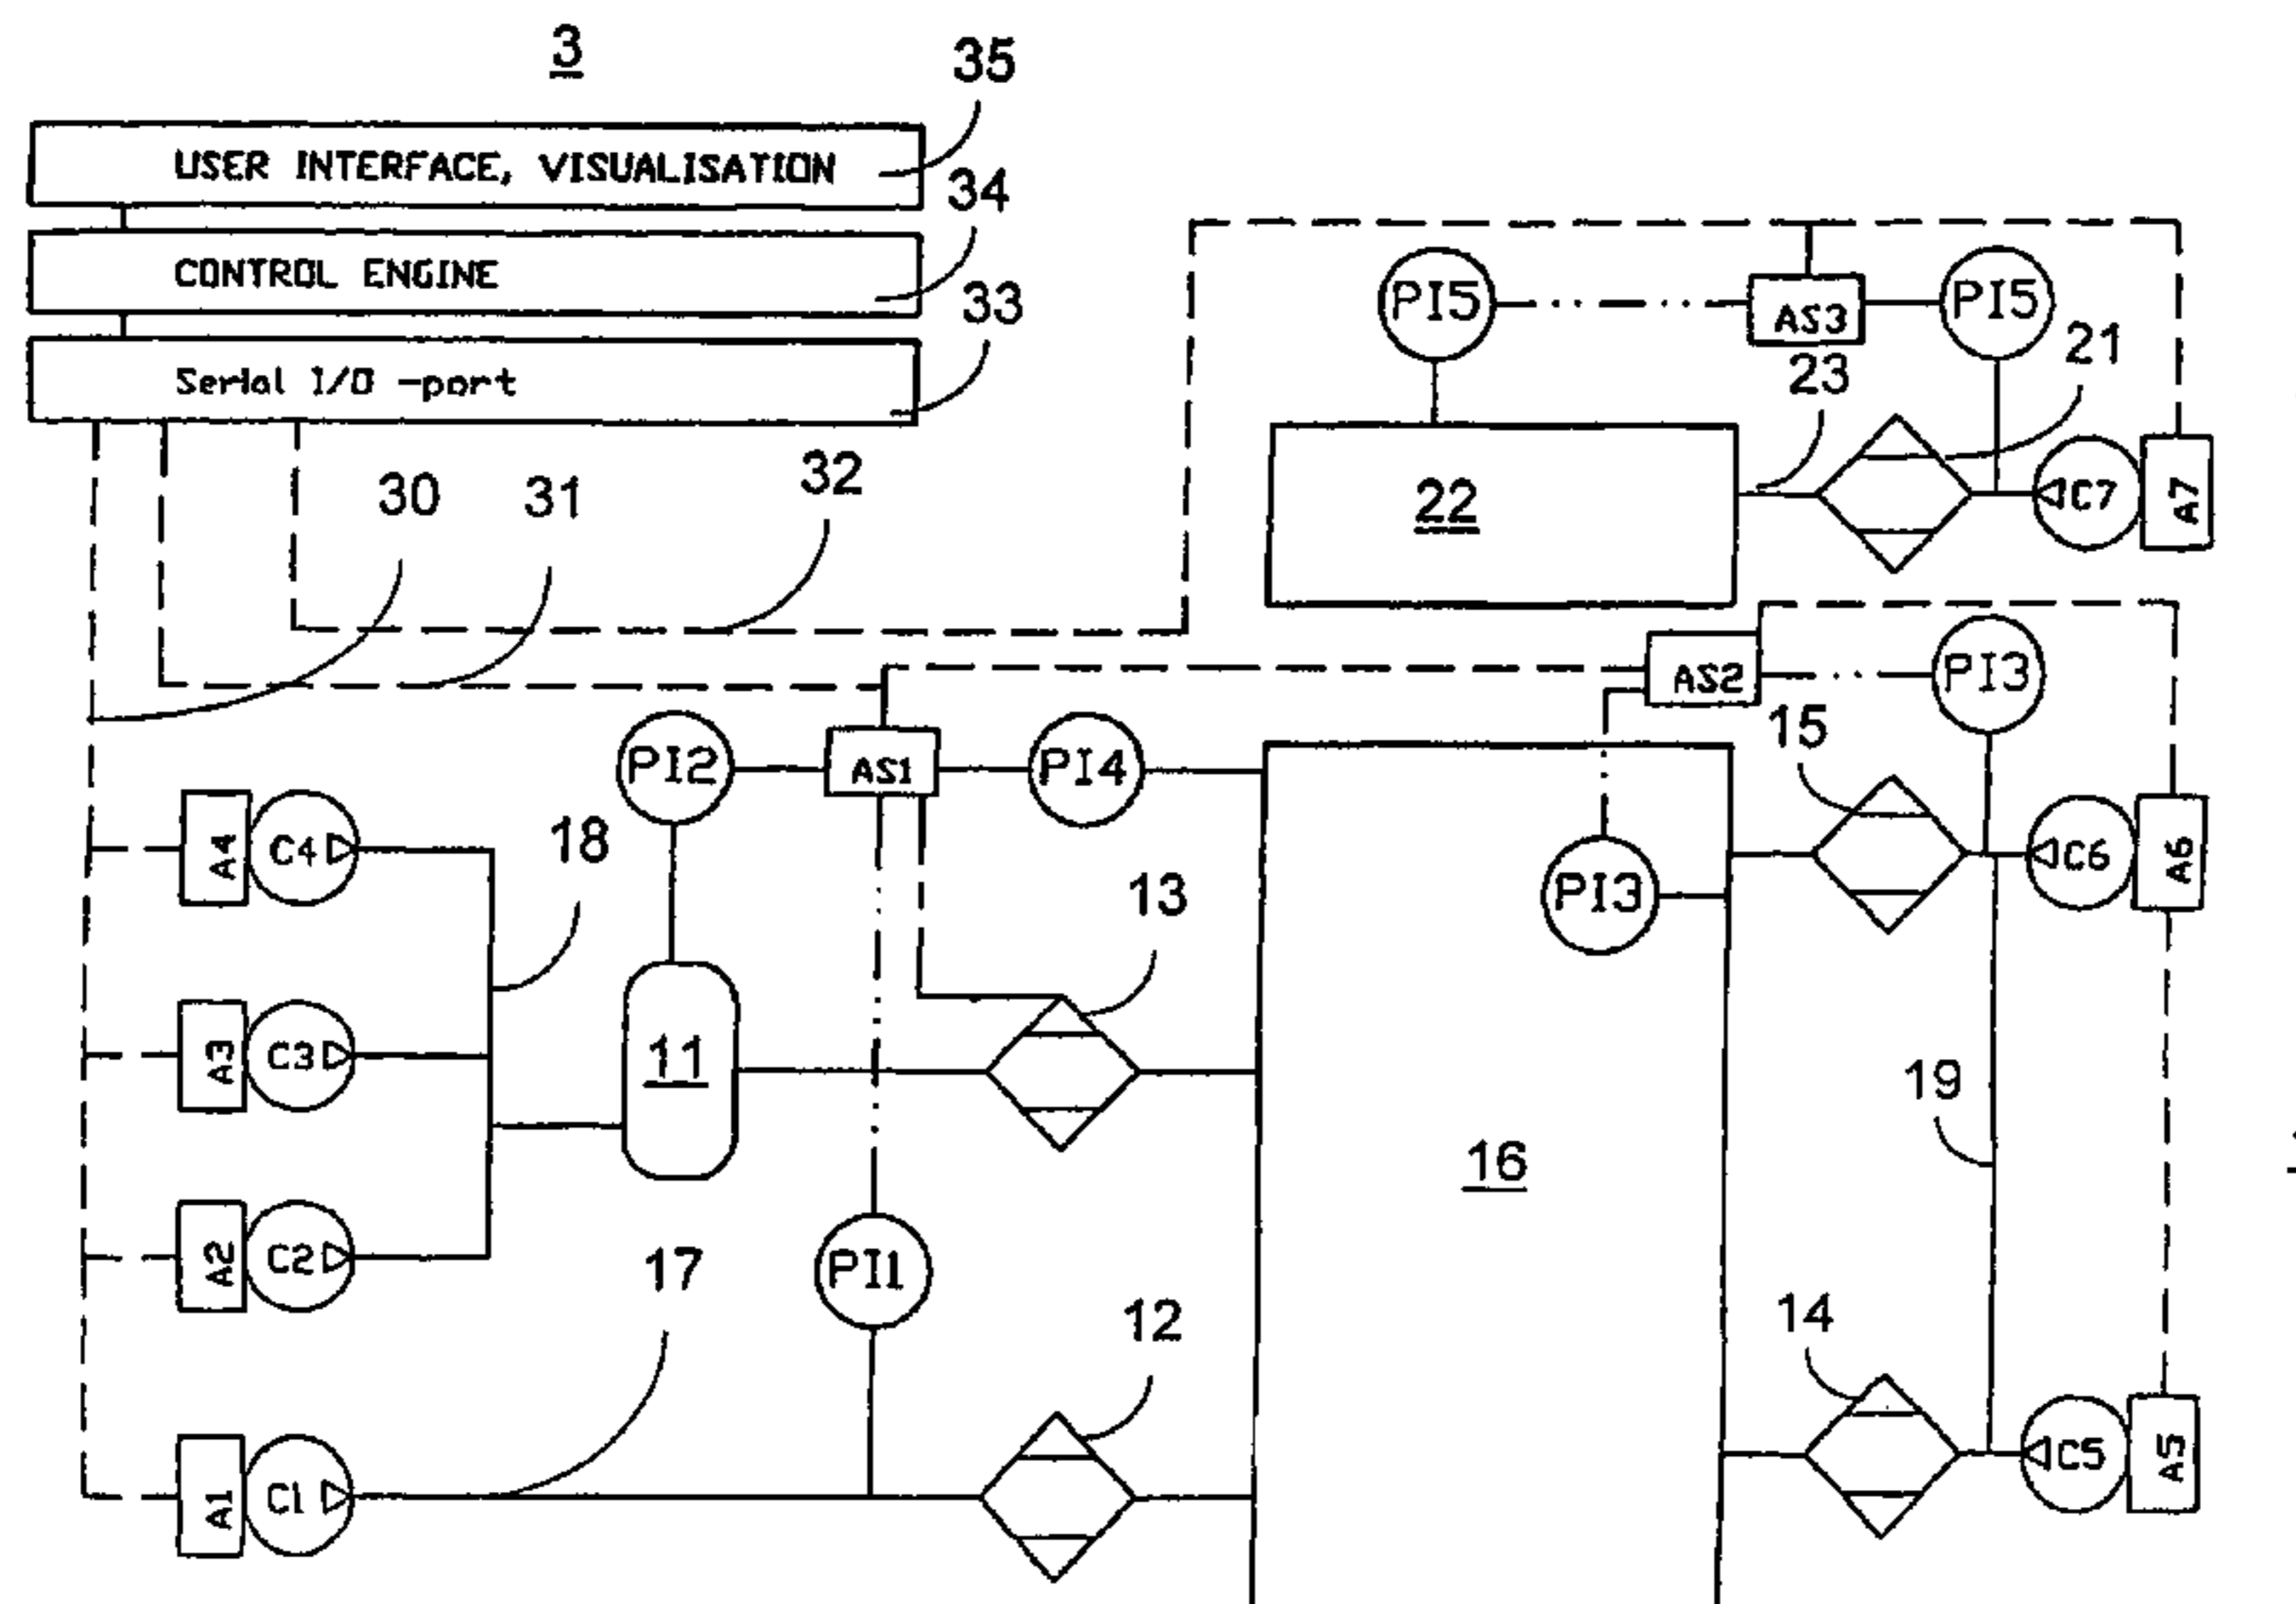 3
35
USER INTERFACE, VISUALISATION
34
CONTROL ENGINE
33
Serial I/O -port
30
31
32
PI5
AS3
PI5
21
23
22
C7
A7
AS2
PI3
15
PI2
AS1
PI4
A4
C4
18
13
PI3
C6
A6
A3
C3
11
19
16
A2
C2
17
PI1
12
14
A1
C1
C5
A5